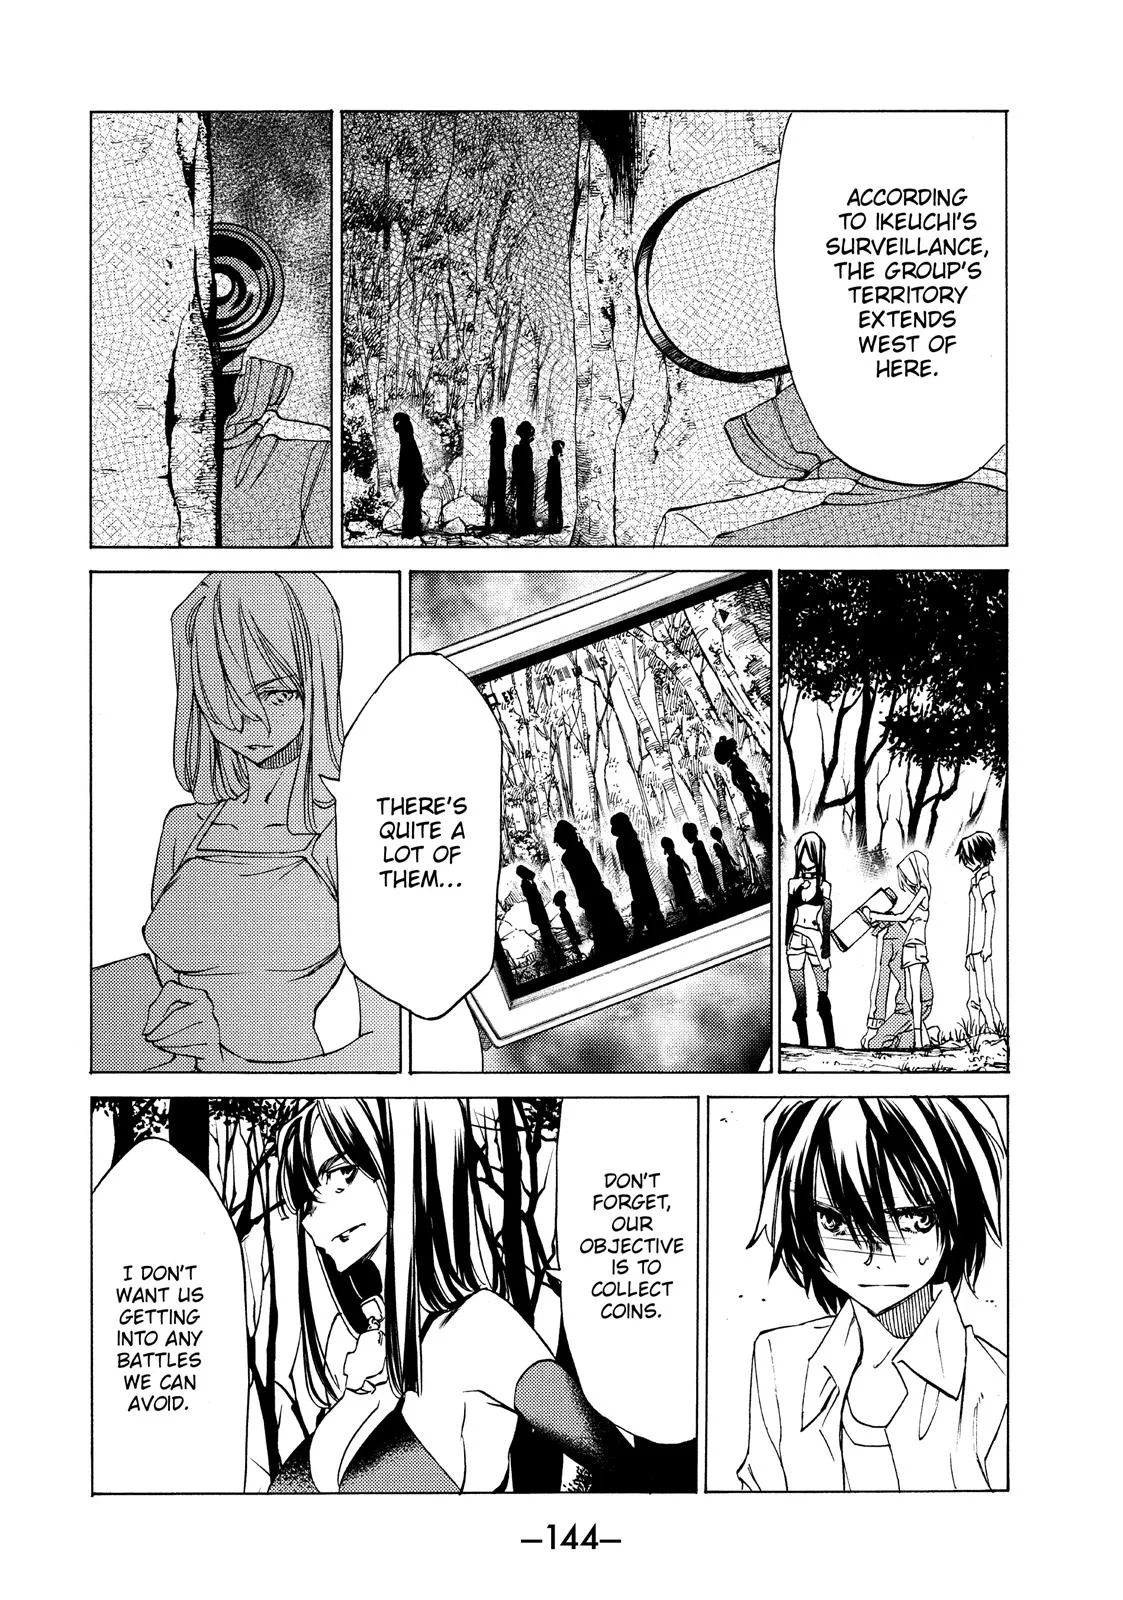 ACCORDING
TO IKEUCHI'S
SURVEILLANCE,
THE GROUP'S
TERRITORY
EXTENDS
WEST OF
HERE.
THERE'S
QUITE A
LOT OF
THEM...
DON'T
FORGET,
OUR
OBJECTIVE
IS TO
COLLECT
COINS.
I DON'T
WANT US
GETTING
INTO ANY
BATTLES
WE CAN
AVOID.
—144—